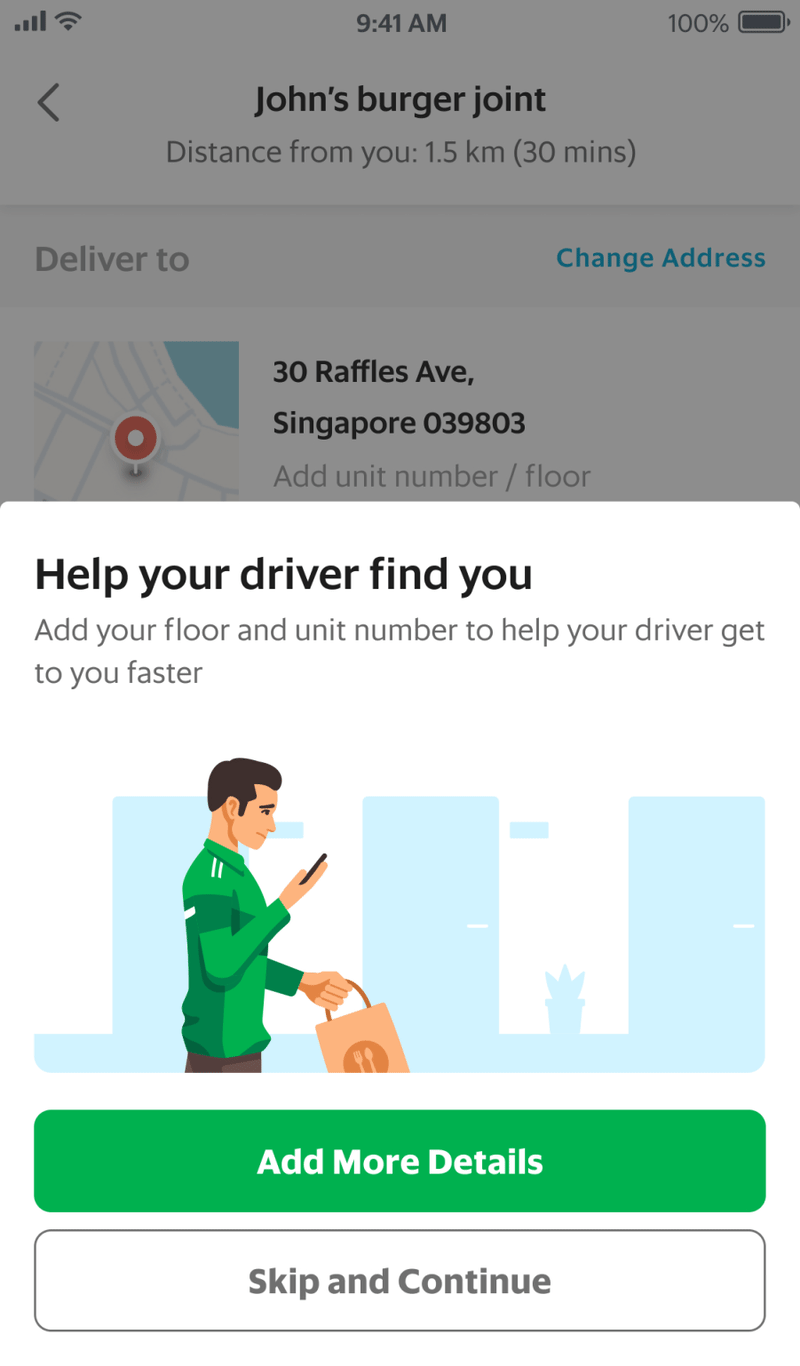 9:41 AM
100%
John's burger joint
Distance from you: 1.5 km (30 mins)
Deliver to
Change Address
30 Raffles Ave,
Singapore 039803
Add unit number / floor
Help your driver find you
Add your floor and unit number to help your driver get
to you faster
Add More Details
Skip and Continue